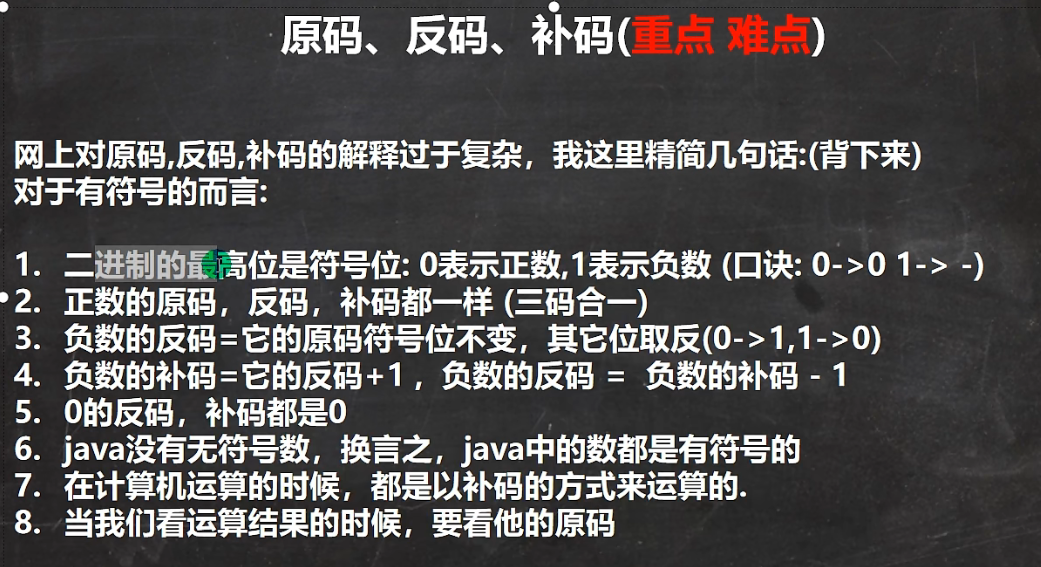 原码、反码、补码(重点 难点)
网上对原码,反码,补码的解释过于复杂，我这里精简几句话:(背下来)
对于有符号的而言:
1. 二进制的最高位是符号位: 0表示正数,1表示负数 (口诀: 0->0 1-> -)
2. 正数的原码，反码，补码都一样 (三码合一)
3. 负数的反码=它的原码符号位不变，其它位取反(0->1,1->0)
4. 负数的补码=它的反码+1，负数的反码 = 负数的补码 - 1
5. 0的反码，补码都是0
6. java没有无符号数，换言之，java中的数都是有符号的
7. 在计算机运算的时候，都是以补码的方式来运算的.
8. 当我们看运算结果的时候，要看他的原码